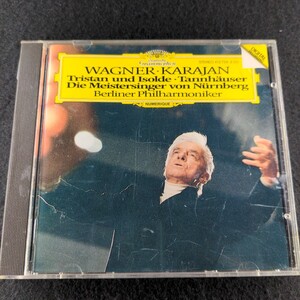 WAGNER·KARAJAN
Tristan und Isolde · Tannhäuser
Die Meistersinger von Nürnberg
Berliner Philharmoniker